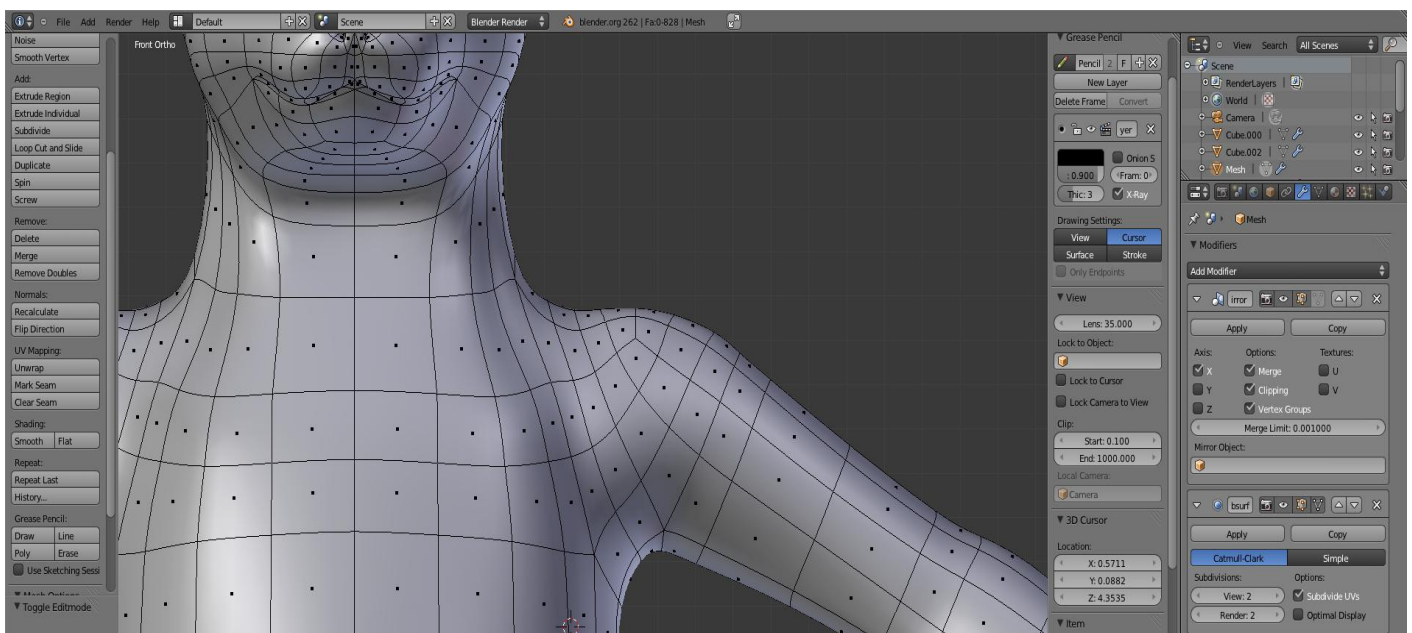 File Add Render Help Default Scene Blender Render blender.org 262 | Fa:0-828 | Mesh
Front Ortho
Noise
Smooth Vertex
Add:
Extrude Region
Extrude Individual
Subdivide
Loop Cut and Slide
Duplicate
Spin
Screw
Remove:
Delete
Merge
Remove Doubles
Normals:
Recalculate
Flip Direction
UV Mapping:
Unwrap
Mark Seam
Clear Seam
Shading:
Smooth Flat
Repeat:
Repeat Last
History...
Grease Pencil:
Draw Line
Poly Erase
Use Sketching Sessi
Mesh Options
Toggle Editmode
Grease Pencil
Pencil 2 F
New Layer
Delete Frame Convert
yer
Onion S
: 0.900 Fram: 0
Thic: 3 X-Ray
Drawing Settings:
View Cursor
Surface Stroke
Only Endpoints
View
Lens: 35.000
Lock to Object:
Lock to Cursor
Lock Camera to View
Clip:
Start: 0.100
End: 1000.000
Local Camera:
Camera
3D Cursor
Location:
X: 0.5711
Y: 0.0882
Z: 4.3535
Item
View Search All Scenes
Scene
RenderLayers |
World |
Camera |
Cube.000 |
Cube.002 |
Mesh |
Mesh
Modifiers
Add Modifier
irror
Apply Copy
Axis: Options: Textures:
X Merge U
Y Clipping V
Z Vertex Groups
Merge Limit: 0.001000
Mirror Object:
bsurf
Apply Copy
Catmull-Clark Simple
Subdivisions: Options:
View: 2 Subdivide UVs
Render: 2 Optimal Display